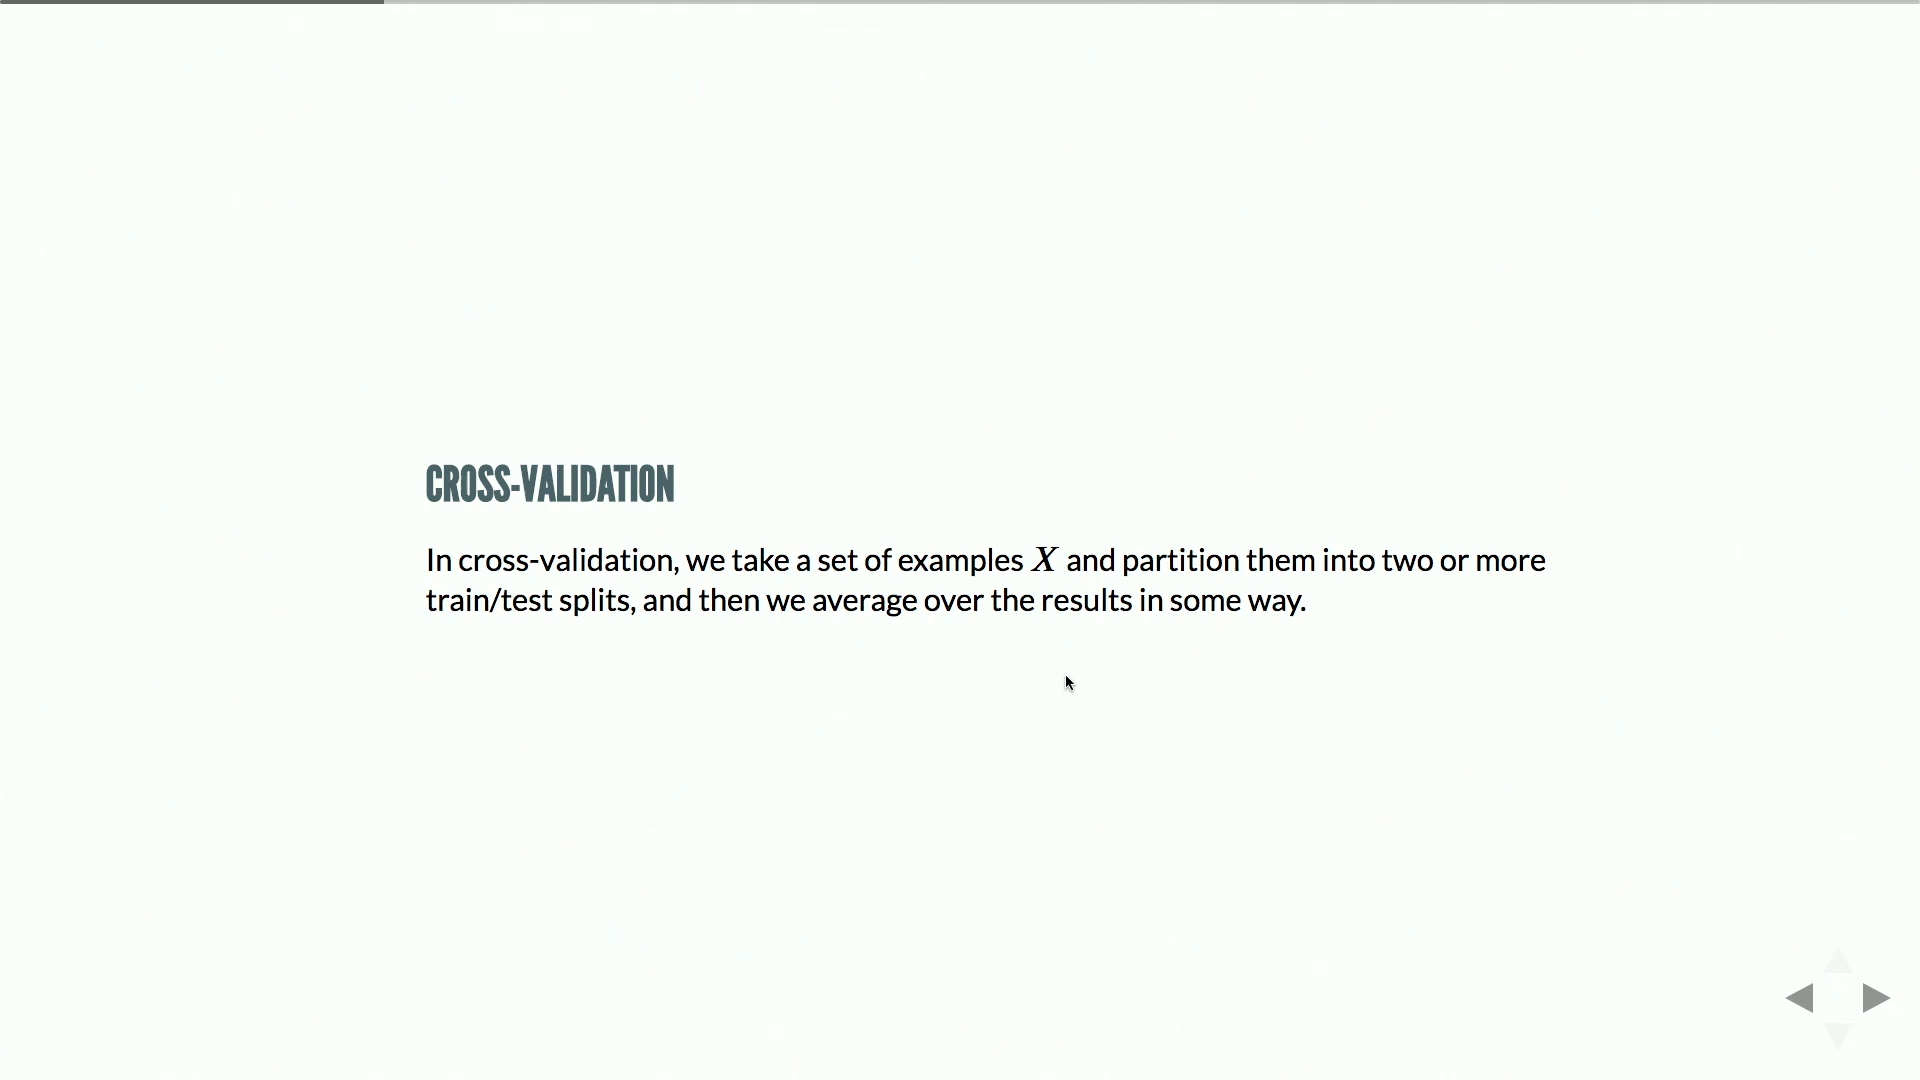 CROSS-VALIDATION
In cross-validation, we take a set of examples X and partition them into two or more
train/test splits, and then we average over the results in some way.